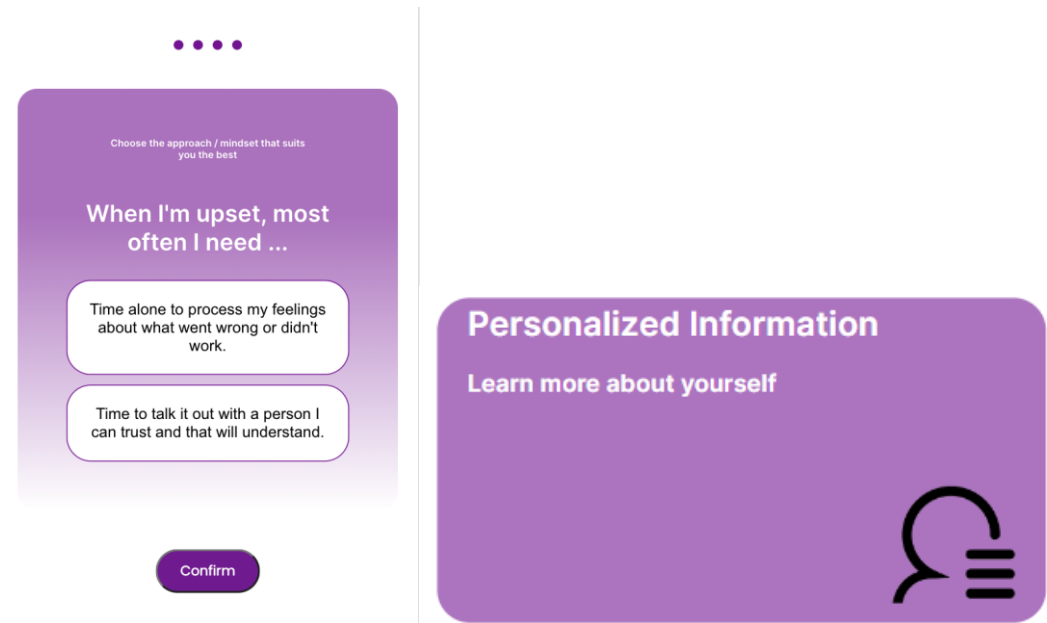 Choose the approach / mindset that suits
you the best
When I'm upset, most
often I need ...
Time alone to process my feelings
about what went wrong or didn't
work.
Time to talk it out with a person I
can trust and that will understand.
Confirm
Personalized Information
Learn more about yourself